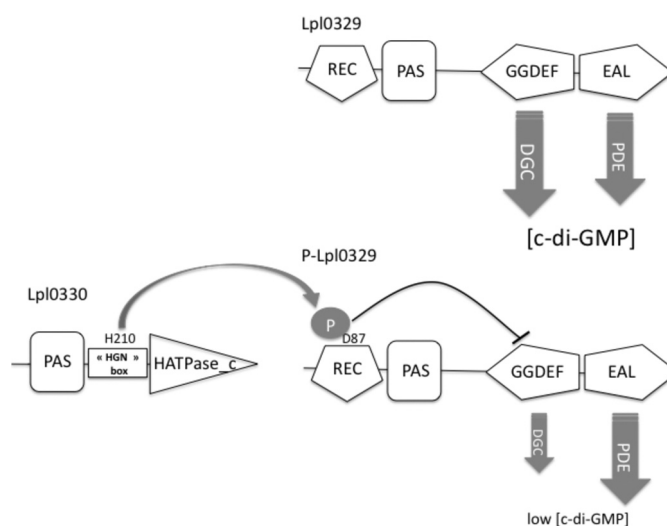 Lpl0329
REC
PAS
GGDEF
EAL
DGC
PDE
[c-di-GMP]
P-Lpl0329
Lpl0330
P
H210
D87
PAS
« HGN »
box
HATPase_c
REC
PAS
GGDEF
EAL
DGC
PDE
low [c-di-GMP]